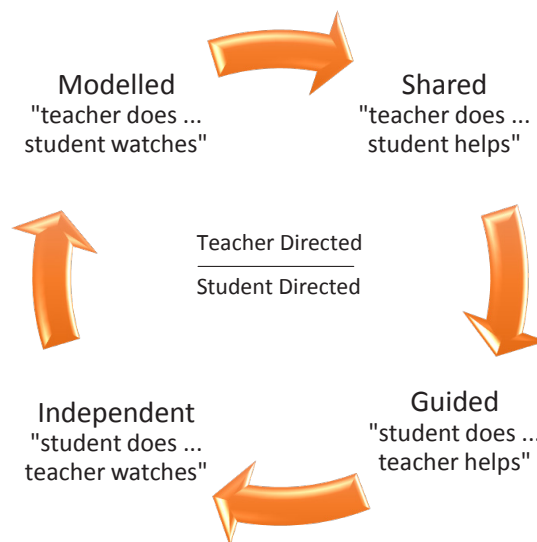 Modelled
"teacher does ...
student watches"
Shared
"teacher does ...
student helps"
Teacher Directed
Student Directed
Independent
"student does ...
teacher watches"
Guided
"student does ...
teacher helps"